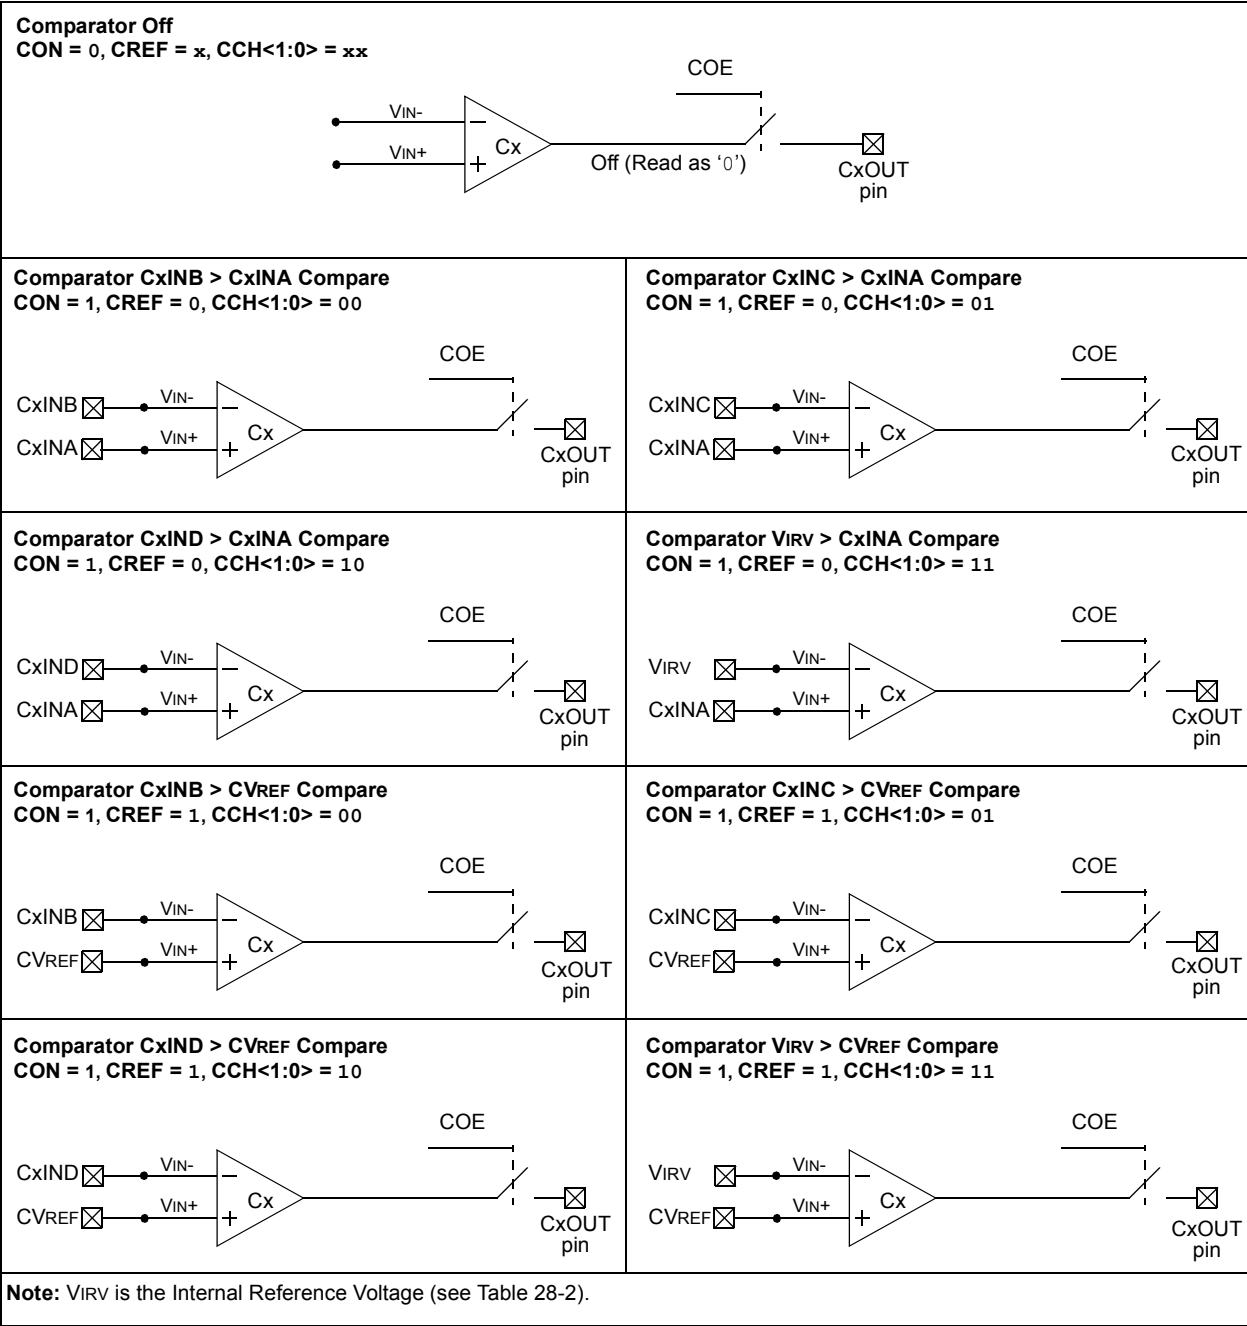 Comparator Off
CON = 0, CREF = x, CCH<1:0> = xx
COE
VIN-
VIN+
Cx
Off (Read as ‘0’)
CxOUT
pin
Comparator CxINB > CxINA Compare
CON = 1, CREF = 0, CCH<1:0> = 00
COE
CxINB
VIN-
CxINA
VIN+
Cx
CxOUT
pin
Comparator CxINC > CxINA Compare
CON = 1, CREF = 0, CCH<1:0> = 01
COE
CxINC
VIN-
CxINA
VIN+
Cx
CxOUT
pin
Comparator CxIND > CxINA Compare
CON = 1, CREF = 0, CCH<1:0> = 10
COE
CxIND
VIN-
CxINA
VIN+
Cx
CxOUT
pin
Comparator VIRV > CxINA Compare
CON = 1, CREF = 0, CCH<1:0> = 11
COE
VIRV
VIN-
CxINA
VIN+
Cx
CxOUT
pin
Comparator CxINB > CVREF Compare
CON = 1, CREF = 1, CCH<1:0> = 00
COE
CxINB
VIN-
CVREF
VIN+
Cx
CxOUT
pin
Comparator CxINC > CVREF Compare
CON = 1, CREF = 1, CCH<1:0> = 01
COE
CxINC
VIN-
CVREF
VIN+
Cx
CxOUT
pin
Comparator CxIND > CVREF Compare
CON = 1, CREF = 1, CCH<1:0> = 10
COE
CxIND
VIN-
CVREF
VIN+
Cx
CxOUT
pin
Comparator VIRV > CVREF Compare
CON = 1, CREF = 1, CCH<1:0> = 11
COE
VIRV
VIN-
CVREF
VIN+
Cx
CxOUT
pin
Note: VIRV is the Internal Reference Voltage (see Table 28-2).